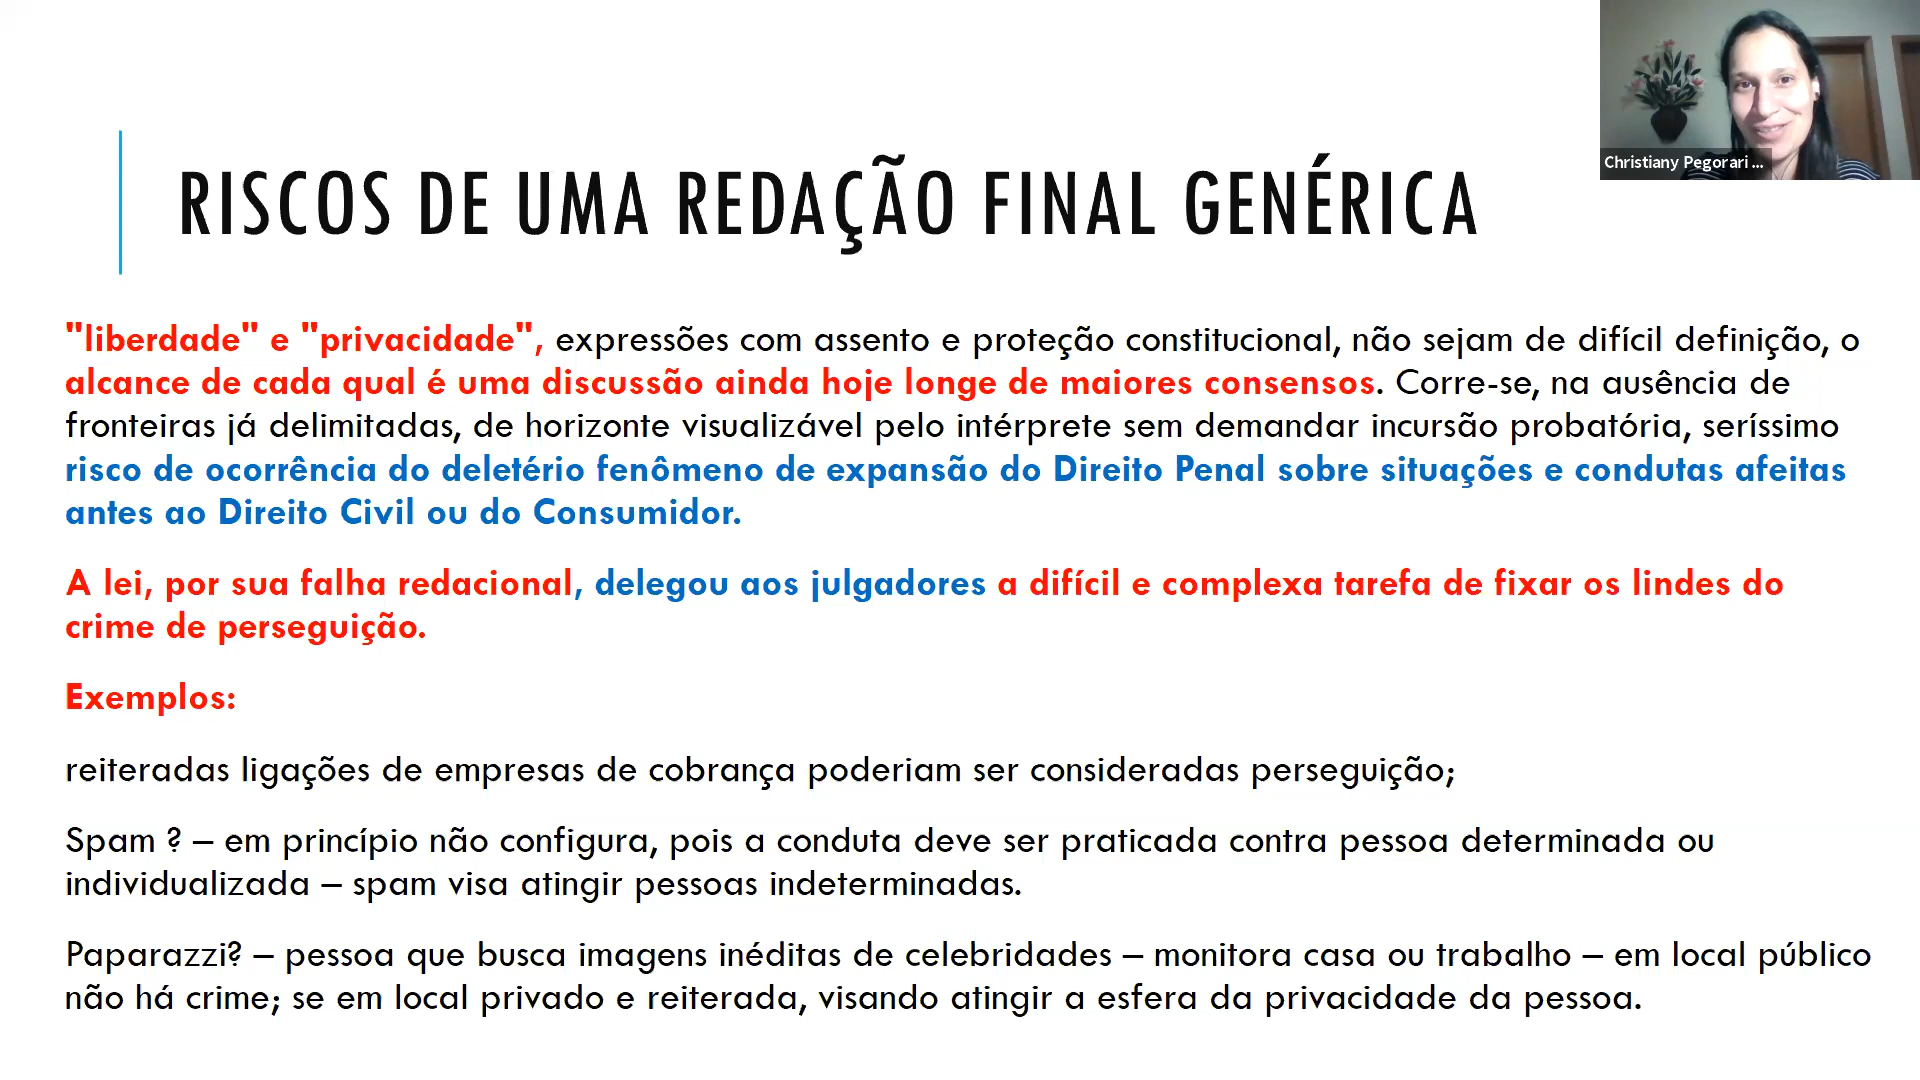 Christiany Pegorari ...
RISCOS DE UMA REDAÇÃO FINAL GENÉRICA
"liberdade" e "privacidade", expressões com assento e proteção constitucional, não sejam de difícil definição, o
alcance de cada qual é uma discussão ainda hoje longe de maiores consensos. Corre-se, na ausência de
fronteiras já delimitadas, de horizonte visualizável pelo intérprete sem demandar incursão probatória, seríssimo
risco de ocorrência do deletério fenômeno de expansão do Direito Penal sobre situações e condutas afeitas
antes ao Direito Civil ou do Consumidor.
A lei, por sua falha redacional, delegou aos julgadores a difícil e complexa tarefa de fixar os lindes do
crime de perseguição.
Exemplos:
reiteradas ligações de empresas de cobrança poderiam ser consideradas perseguição;
Spam ? – em princípio não configura, pois a conduta deve ser praticada contra pessoa determinada ou
individualizada – spam visa atingir pessoas indeterminadas.
Paparazzi? – pessoa que busca imagens inéditas de celebridades – monitora casa ou trabalho – em local público
não há crime; se em local privado e reiterada, visando atingir a esfera da privacidade da pessoa.